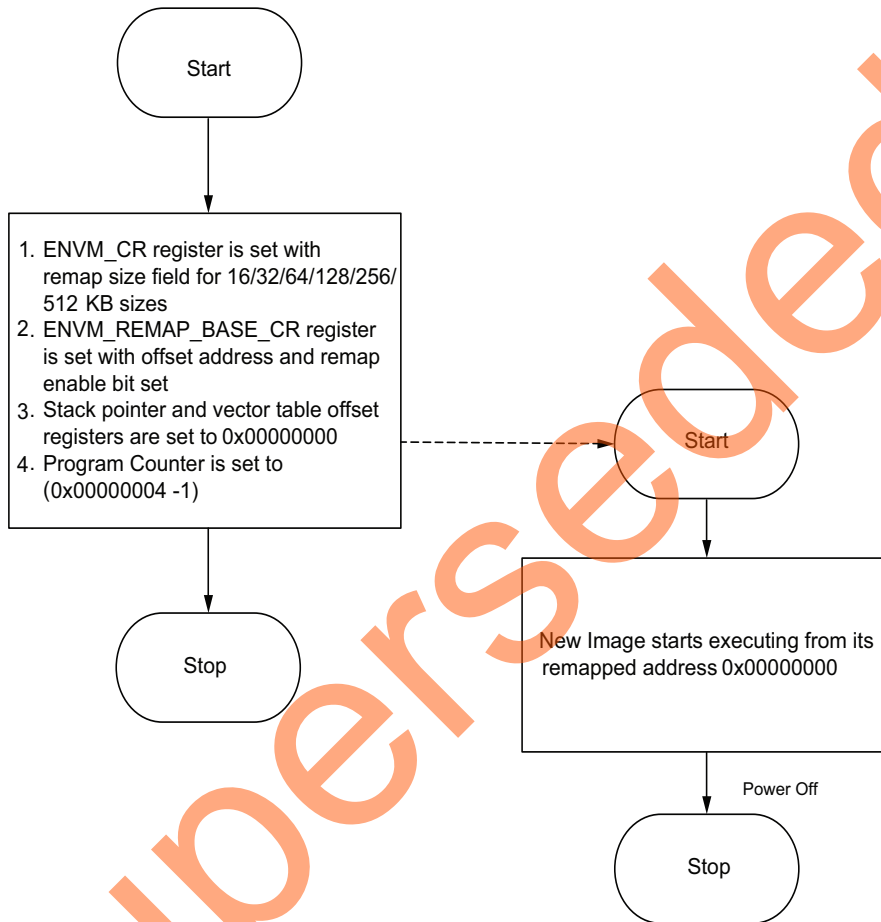 Start
1. ENVM_CR register is set with
remap size field for 16/32/64/128/256/
512 KB sizes
2. ENVM_REMAP_BASE_CR register
is set with offset address and remap
enable bit set
3. Stack pointer and vector table offset
registers are set to 0x00000000
4. Program Counter is set to
(0x00000004 -1)
Stop
Start
New Image starts executing from its
remapped address 0x00000000
Power Off
Stop
upersede